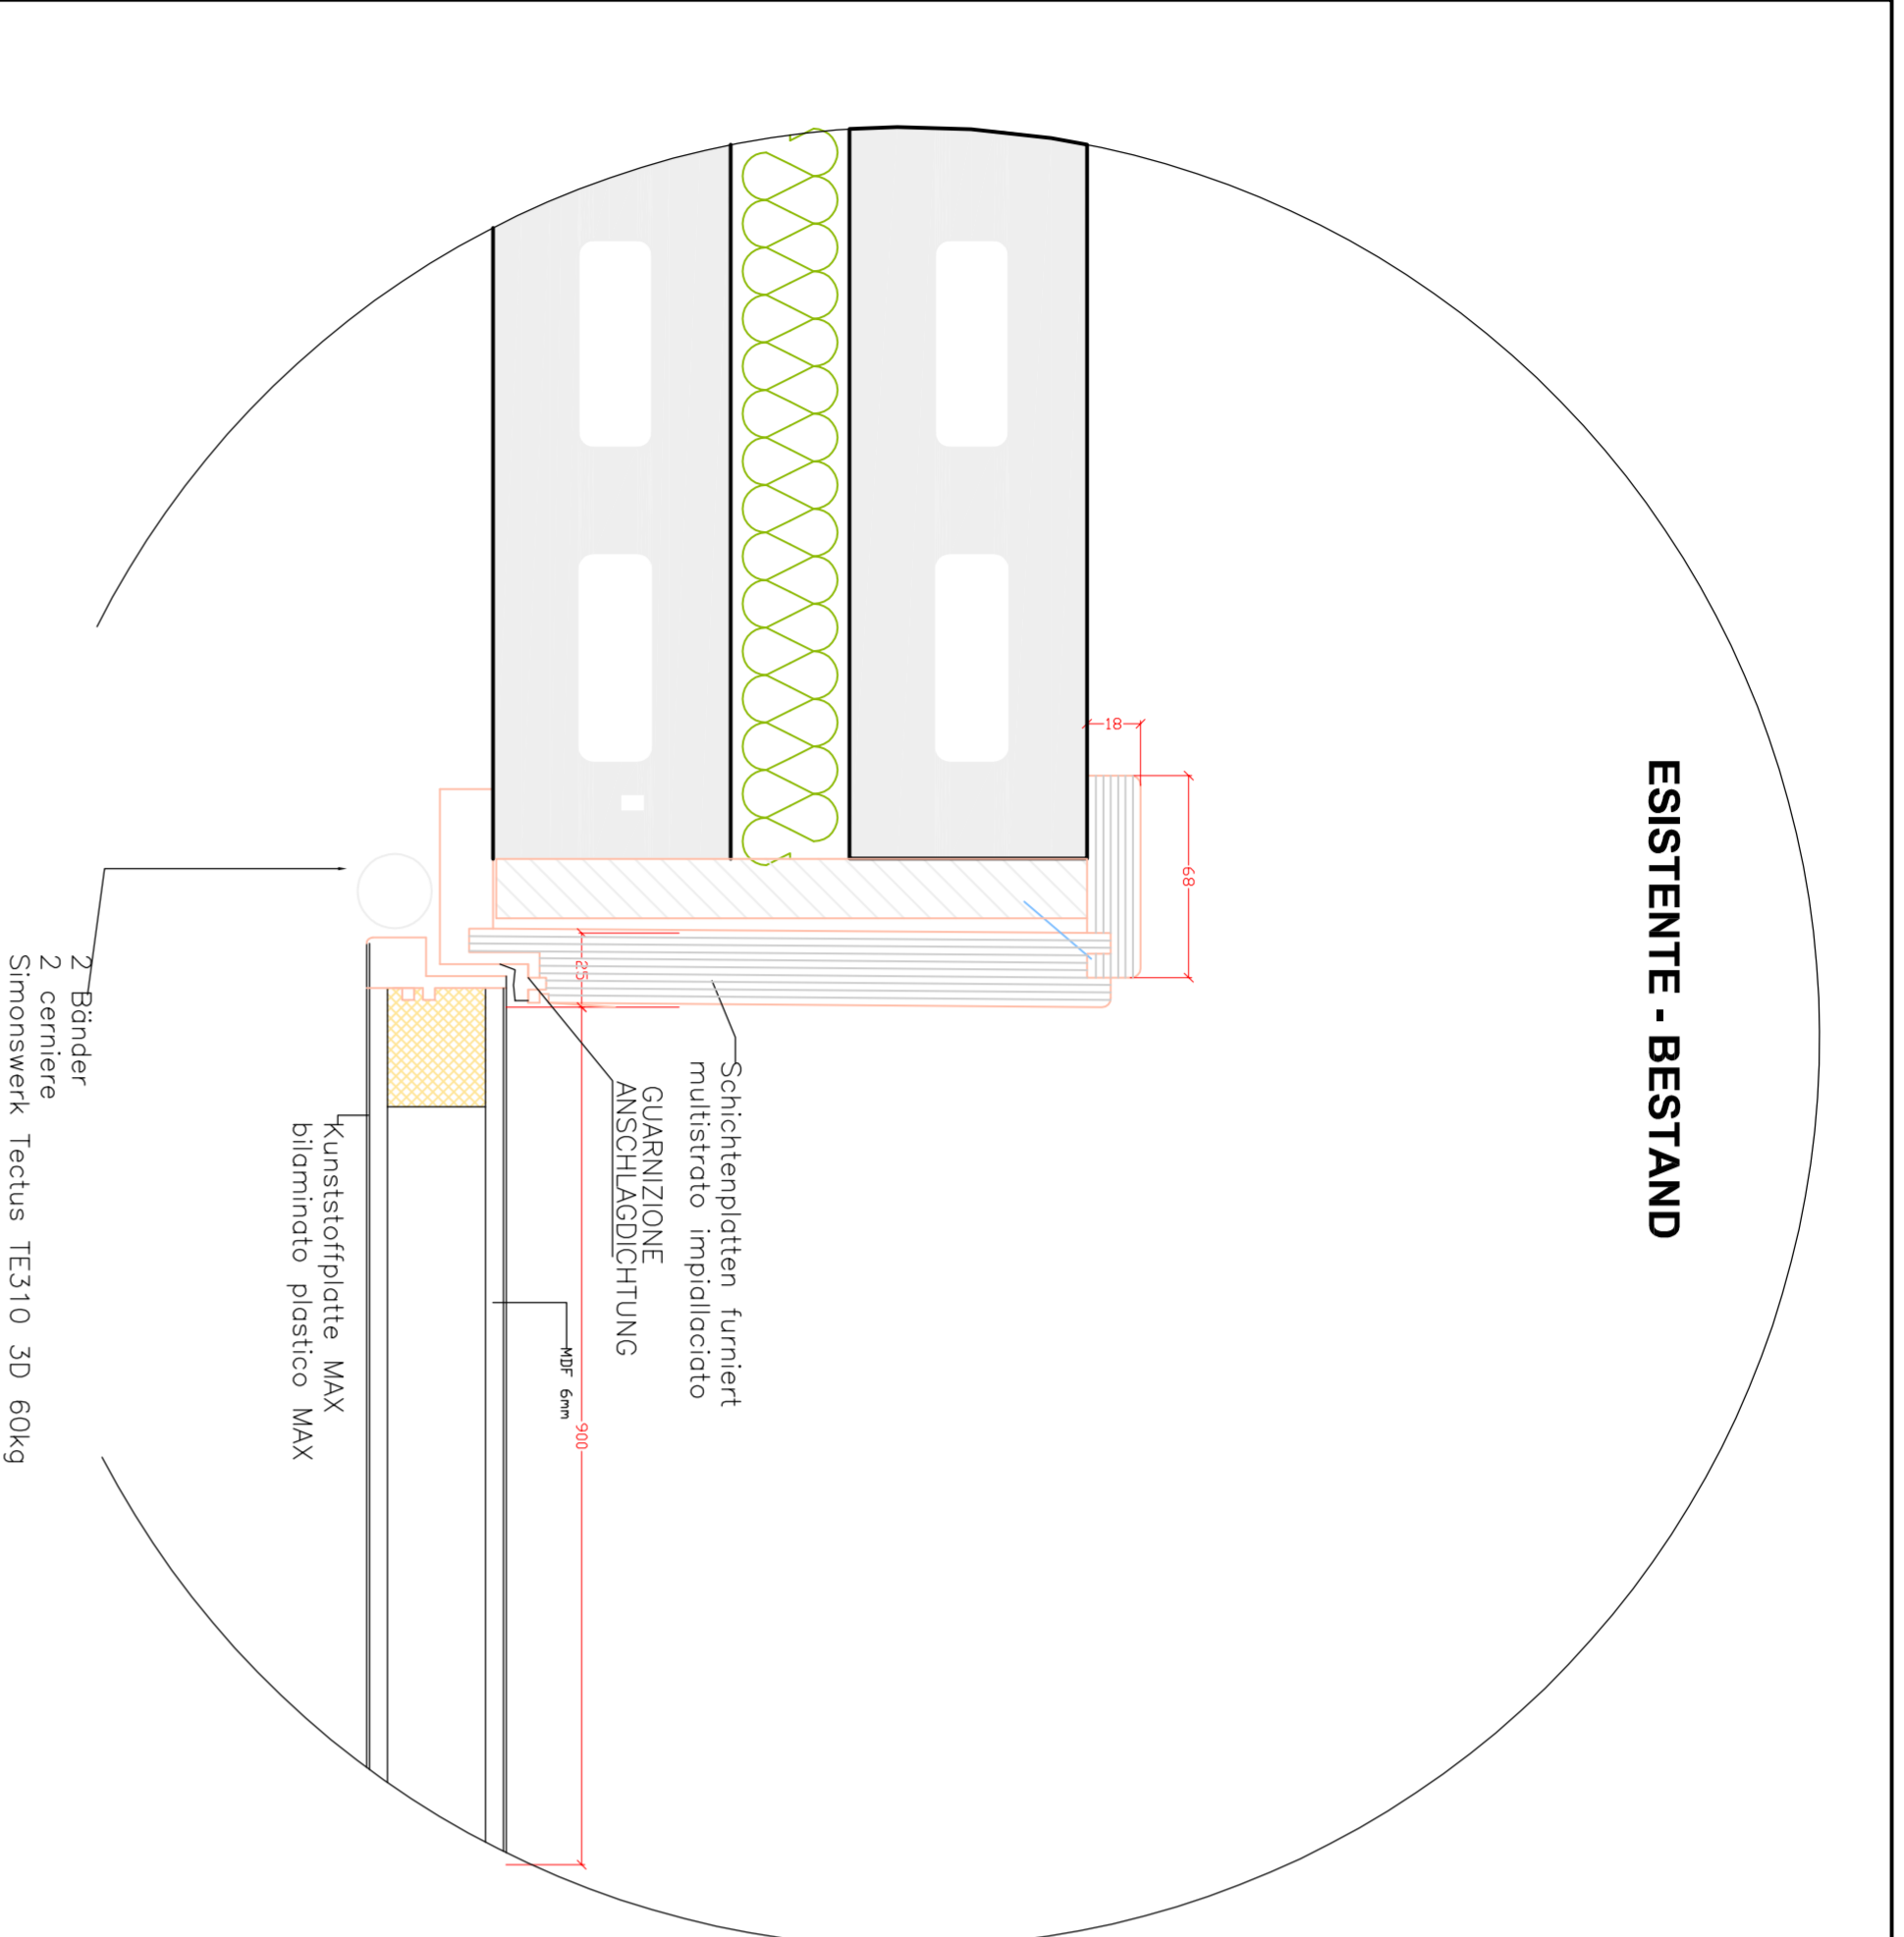 ESISTENTE - BESTAND
18
68
25
Schichtenplatten furniert
multistrato impiallaciato
GUARNIZIONE
ANSCHLAGDICHTUNG
900
MDF 6mm
Kunststoffplatte MAX
bilaminato plastico MAX
2 Bänder
2 cerniere
Simonswerk Tectus TE310 3D 60kg